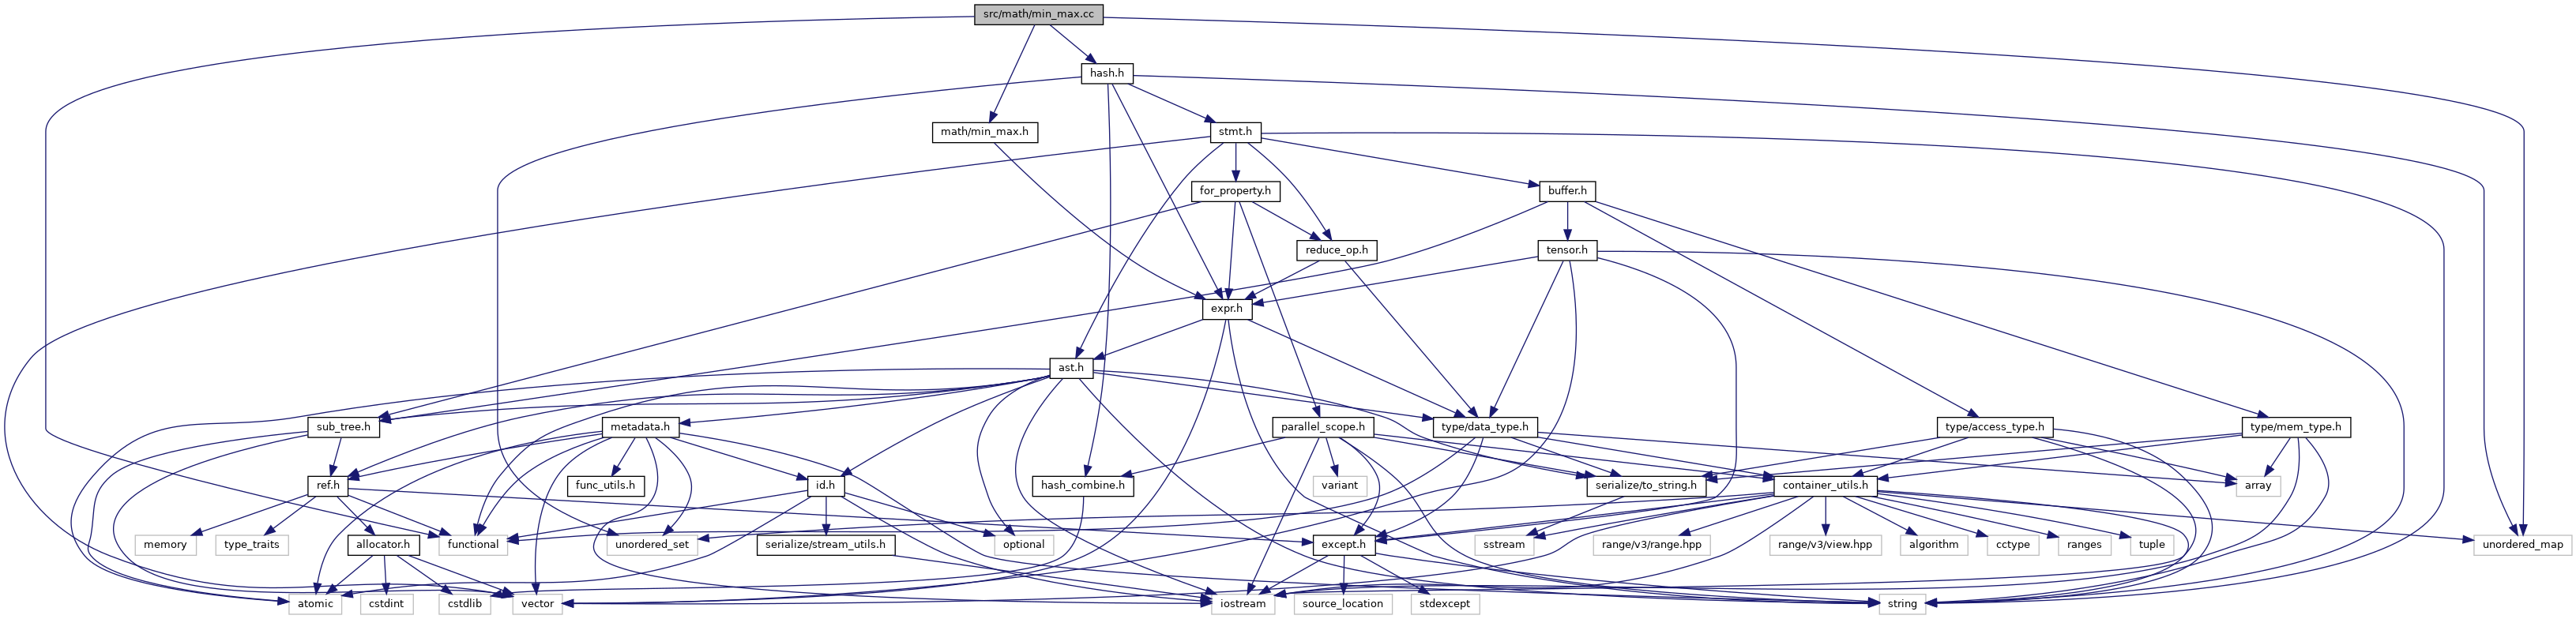 src/math/min_max.cc
hash.h
math/min_max.h
stmt.h
for_property.h
buffer.h
reduce_op.h
tensor.h
expr.h
ast.h
sub_tree.h
metadata.h
parallel_scope.h
type/data_type.h
type/access_type.h
type/mem_type.h
ref.h
func_utils.h
id.h
hash_combine.h
variant
serialize/to_string.h
container_utils.h
array
memory
type_traits
allocator.h
functional
unordered_set
serialize/stream_utils.h
optional
except.h
sstream
range/v3/range.hpp
range/v3/view.hpp
algorithm
cctype
ranges
tuple
unordered_map
atomic
cstdint
cstdlib
vector
iostream
source_location
stdexcept
string